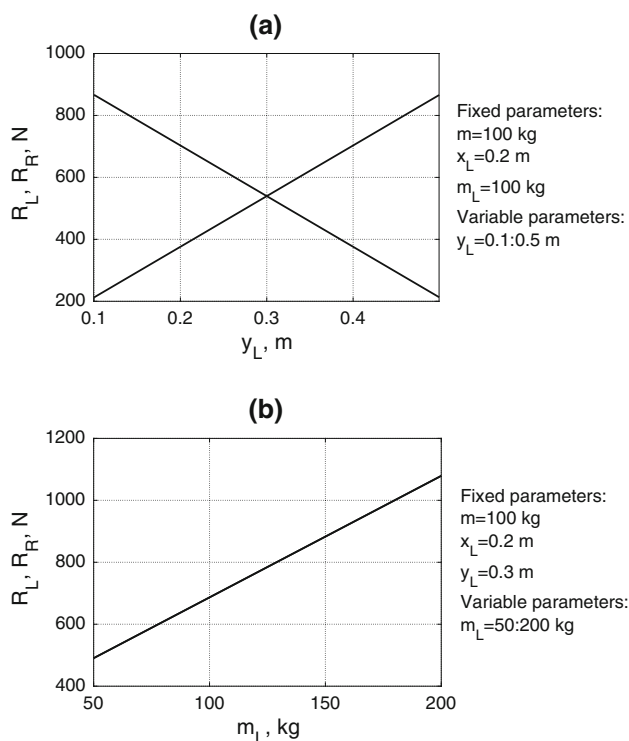 (a)
1000
800
600
400
200
R_L, R_R, N
0.1
0.2
0.3
0.4
y_L, m
Fixed parameters:
m=100 kg
x_L=0.2 m
m_L=100 kg
Variable parameters:
y_L=0.1:0.5 m
(b)
1200
1000
800
600
400
R_L, R_R, N
50
100
150
200
m_L, kg
Fixed parameters:
m=100 kg
x_L=0.2 m
y_L=0.3 m
Variable parameters:
m_L=50:200 kg